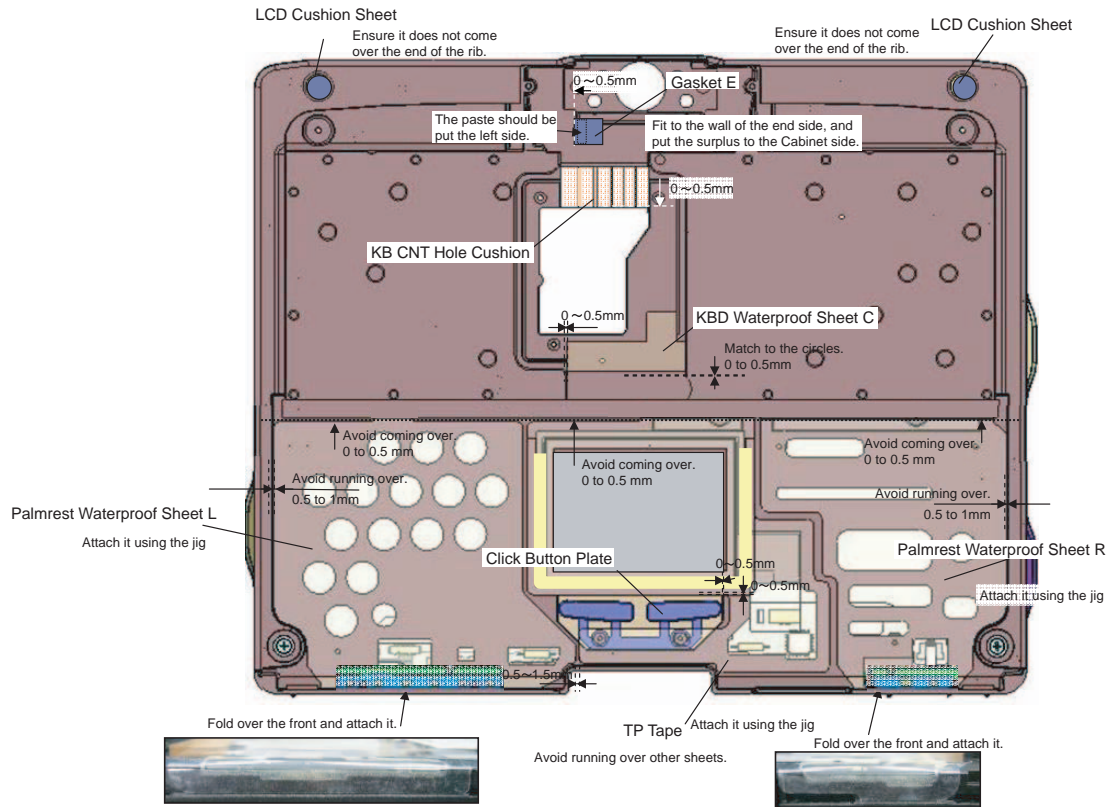 LCD Cushion Sheet
Ensure it does not come
over the end of the rib.
Ensure it does not come
over the end of the rib.
LCD Cushion Sheet
0～0.5mm
Gasket E
The paste should be
put the left side.
Fit to the wall of the end side, and
put the surplus to the Cabinet side.
0～0.5mm
KB CNT Hole Cushion
0～0.5mm
KBD Waterproof Sheet C
Match to the circles.
0 to 0.5mm
Avoid coming over.
0 to 0.5 mm
Avoid coming over.
0 to 0.5 mm
Avoid coming over.
0 to 0.5 mm
Avoid running over.
0.5 to 1mm
Avoid running over.
0.5 to 1mm
Palmrest Waterproof Sheet L
Attach it using the jig
Click Button Plate
0～0.5mm
0～0.5mm
Palmrest Waterproof Sheet R
Attach it using the jig
0.5～1.5mm
Fold over the front and attach it.
TP Tape
Attach it using the jig
Avoid running over other sheets.
Fold over the front and attach it.